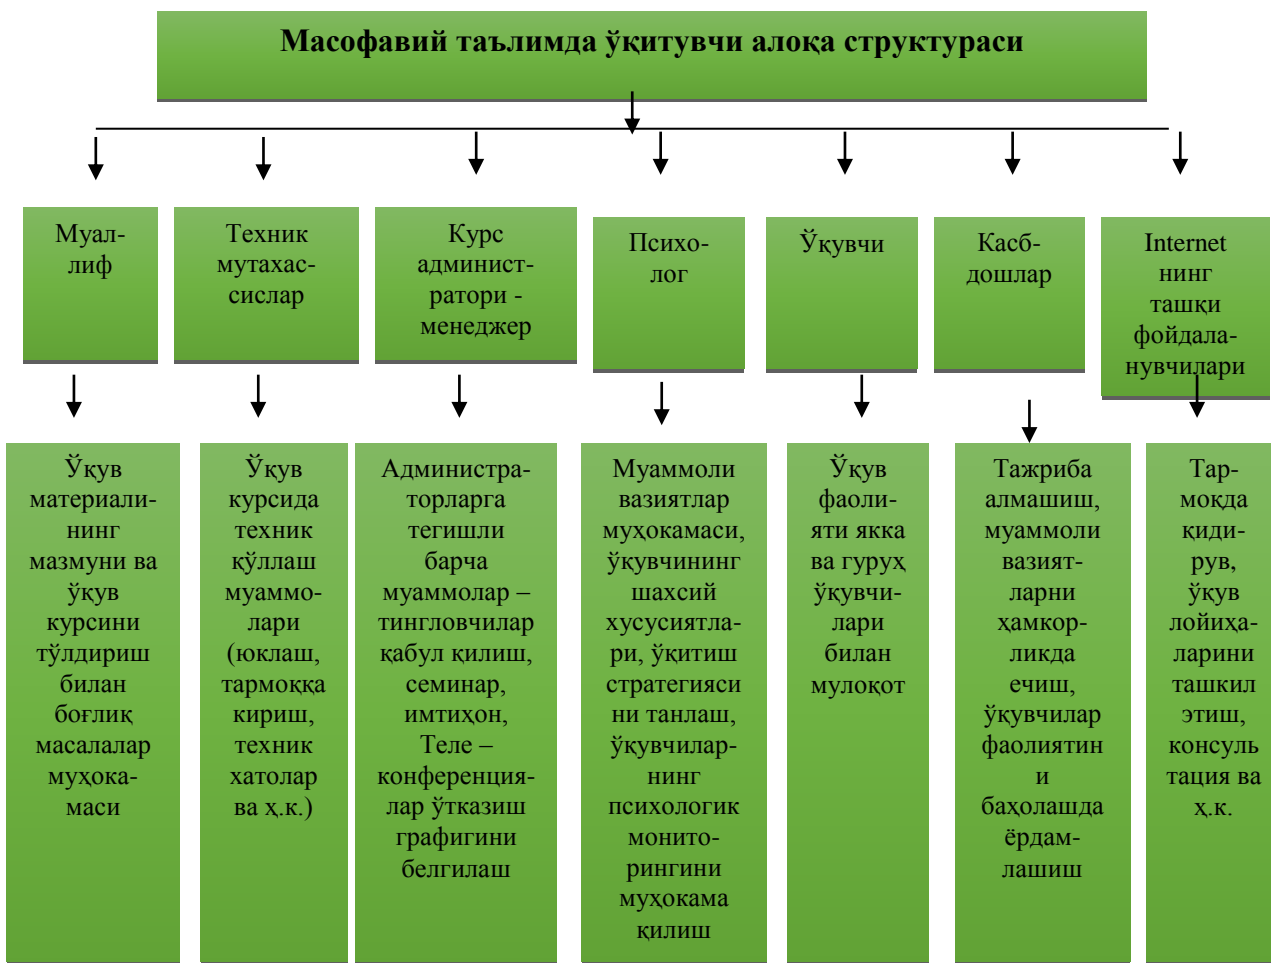 Масофавий таълимда ўқитувчи алоқа структураси
Муал-
лиф
Техник
мутахас-
сислар
Курс
админист-
ратори -
менеджер
Психо-
лог
Ўқувчи
Касб-
дошлар
Internet
нинг
ташқи
фойдала-
нувчилари
Ўқув
материали-
нинг
мазмуни ва
ўқув
курсини
тўлдириш
билан
боғлиқ
масалалар
муҳока-
маси
Ўқув
курсида
техник
қўллаш
муаммо-
лари
(юклаш,
тармоққа
кириш,
техник
хатолар
ва ҳ.к.)
Администра-
торларга
тегишли
барча
муаммолар –
тингловчилар
қабул қилиш,
семинар,
имтиҳон,
Теле –
конференция-
лар ўтказиш
графигини
белгилаш
Муаммоли
вазиятлар
муҳокамаси,
ўқувчининг
шахсий
хусусиятла-
ри, ўқитиш
стратегияси
ни танлаш,
ўқувчилар-
нинг
психологик
монито-
рингини
муҳокама
қилиш
Ўқув
фаоли-
яти якка
ва гуруҳ
ўқувчи-
лари
билан
мулоқот
Тажриба
алмашиш,
муаммоли
вазият-
ларни
ҳамкор-
ликда
ечиш,
ўқувчилар
фаолиятин
и
баҳолашда
ёрдам-
лашиш
Тар-
моқда
қиди-
рув,
ўқув
лойиҳа-
ларини
ташкил
этиш,
консуль
тация ва
ҳ.к.